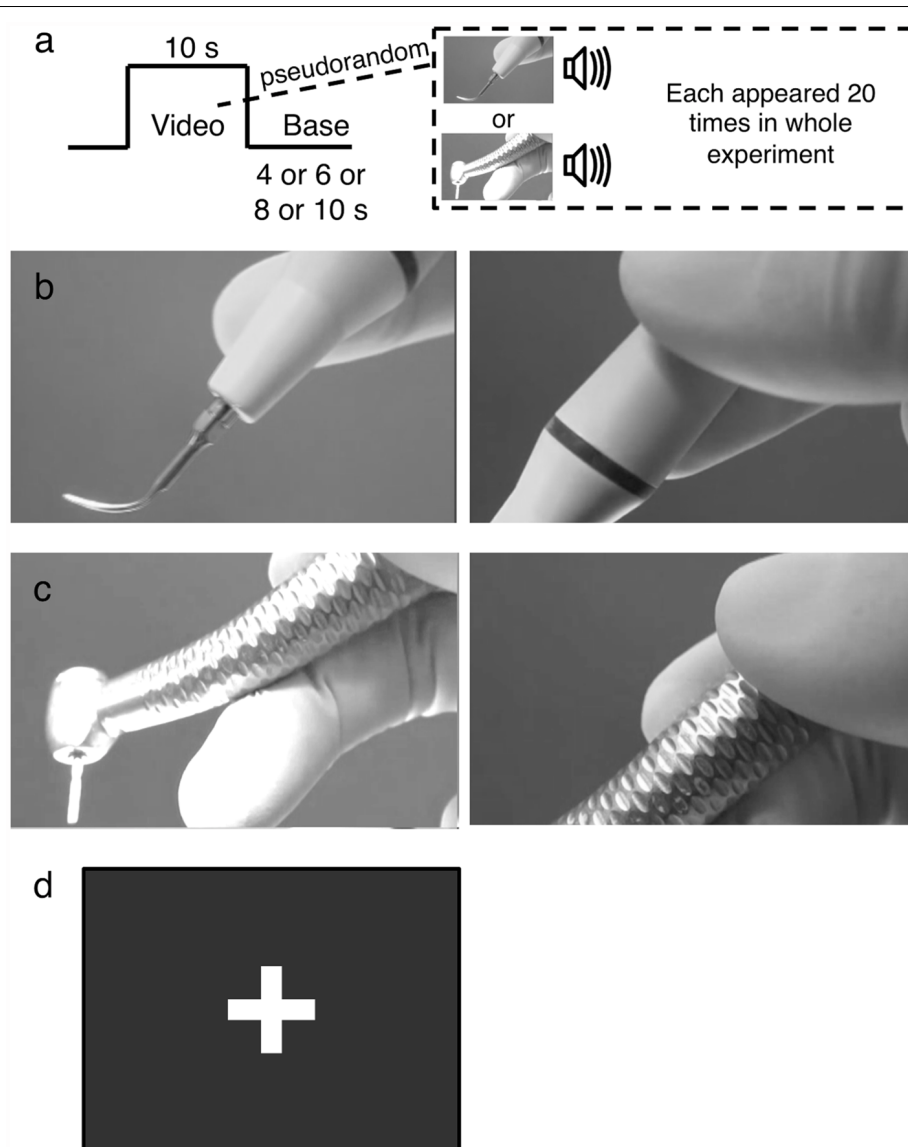 a
10 s
pseudorandom
Video
Base
4 or 6 or
8 or 10 s
or
Each appeared 20
times in whole
experiment
b
c
d